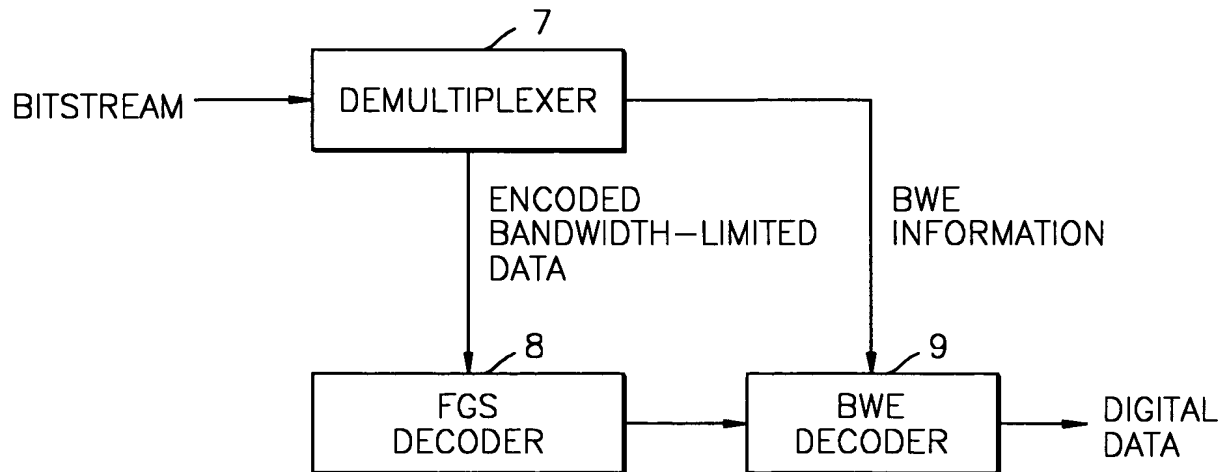 7
BITSTREAM
DEMULTIPLEXER
ENCODED
BANDWIDTH-LIMITED
DATA
BWE
INFORMATION
8
FGS
DECODER
9
BWE
DECODER
DIGITAL
DATA